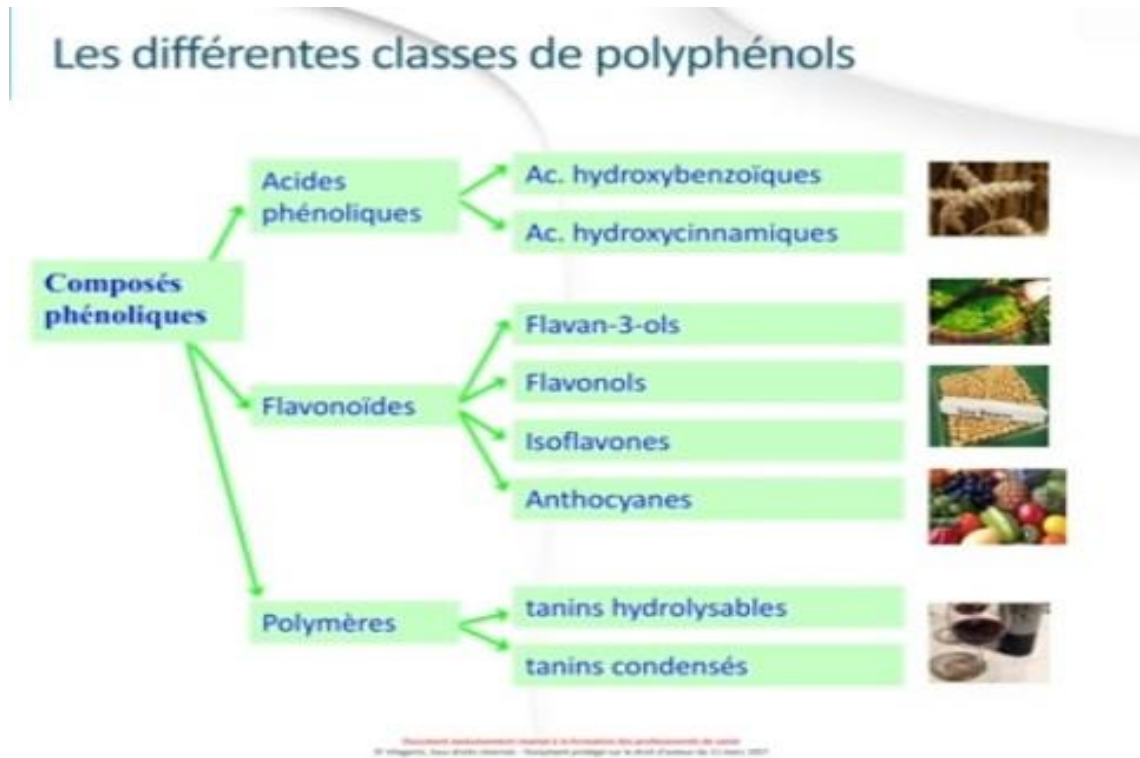 Les différentes classes de polyphénols
Acides
phénoliques
Ac. hydroxybenzoïques
Ac. hydroxycinnamiques
Composés
phénoliques
Flavan-3-ols
Flavonols
Flavonoïdes
Isoflavones
Anthocyanes
Polymères
tanins hydrolysables
tanins condensés